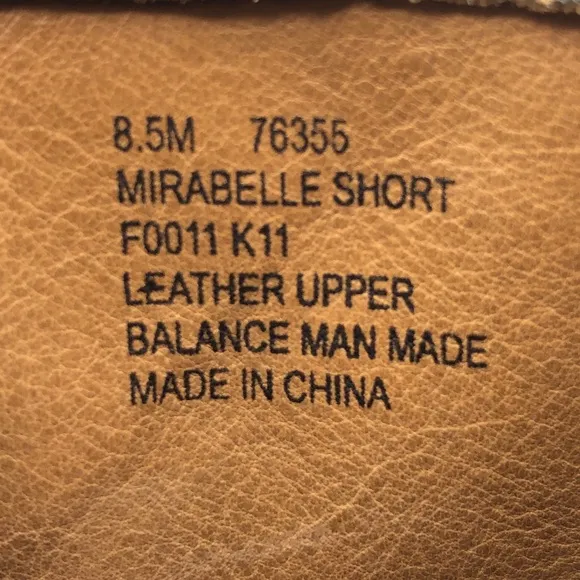 8.5M 76355
MIRABELLE SHORT
F0011 K11
LEATHER UPPER
BALANCE MAN MADE
MADE IN CHINA